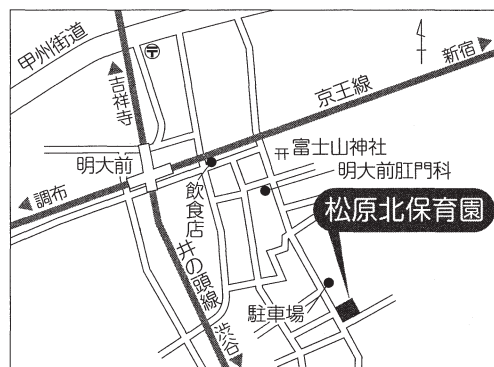 甲州街道
〒
新宿
吉祥寺
京王線
富士山神社
明大前
明大前肛門科
調布
飲食店
松原北保育園
井の頭線
駐車場
渋谷